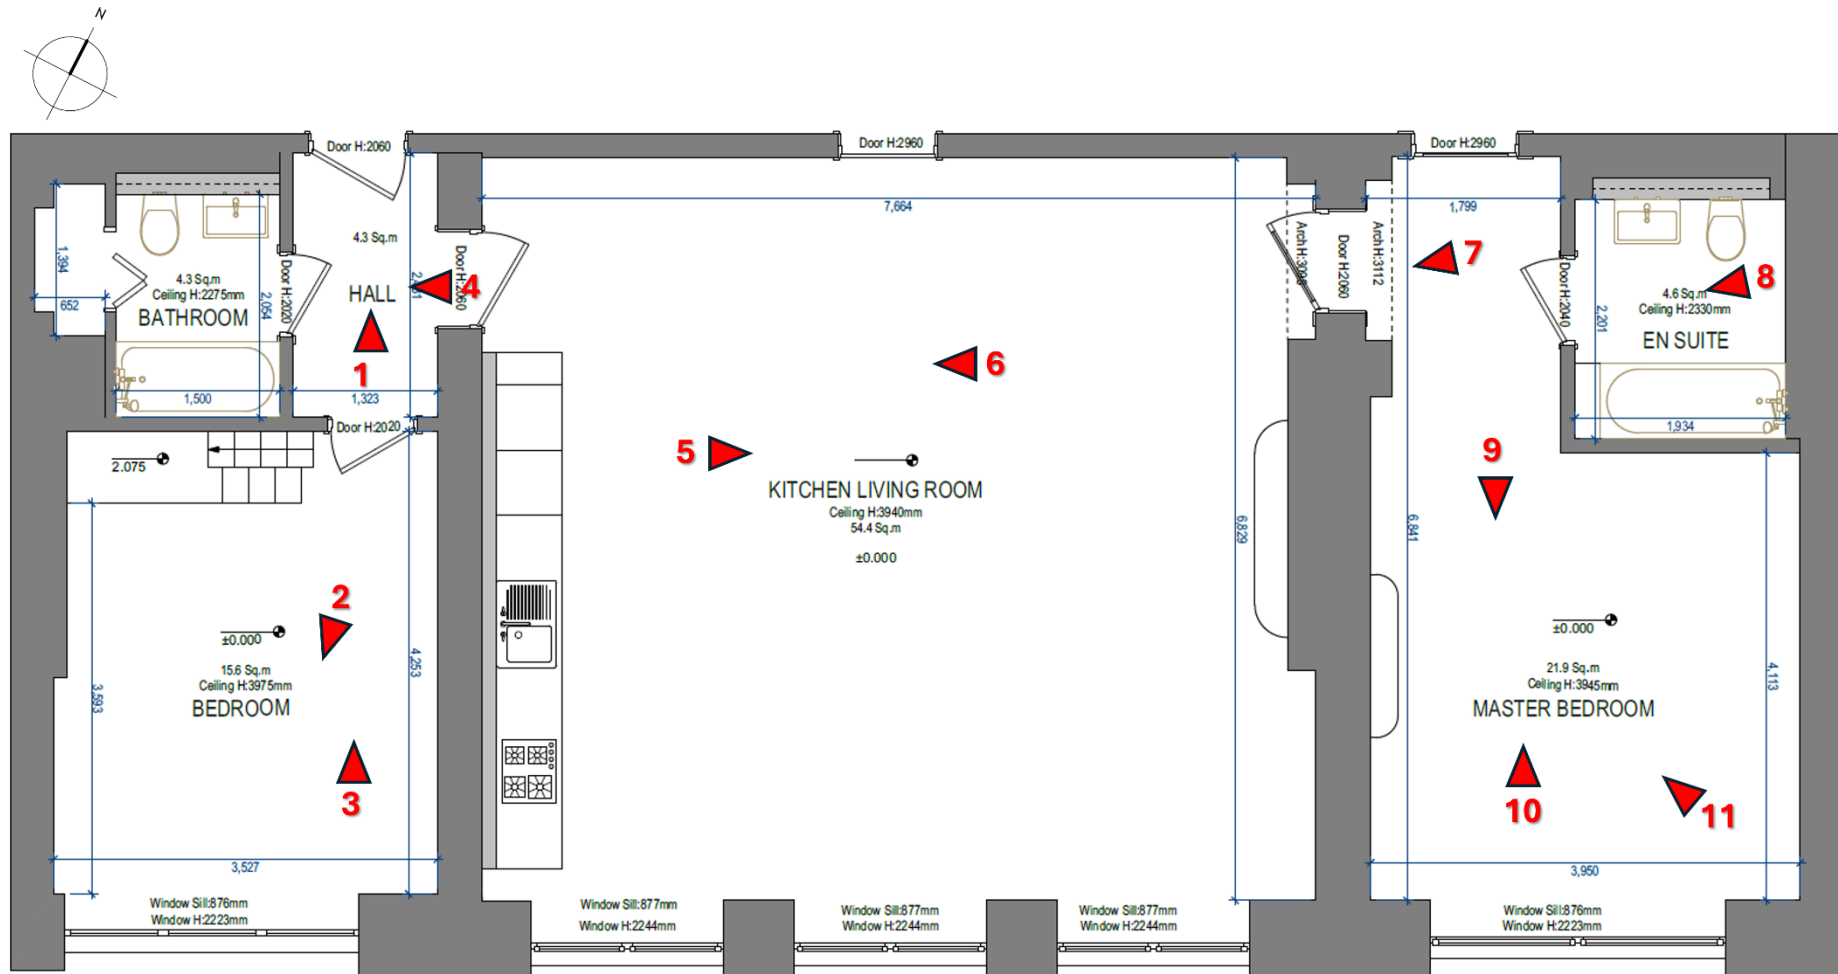 N
Door H:2060
Door H:2960
Door H:2960
7,664
1,799
4.3 Sq.m
HALL
Door H:2060
4
1
1,323
Door H:2020
1,394
652
4.3 Sq.m
Ceiling H:2275mm
BATHROOM
2,054
Door H:2020
1,500
Arch H:3098
Door H:2060
Arch H:3112
7
Door H:2040
8
4.6 Sq.m
Ceiling H:2330mm
EN SUITE
2,201
1,934
6
5
KITCHEN LIVING ROOM
Ceiling H:3940mm
54.4 Sq.m
±0.000
6,829
6,841
9
2.075
2
±0.000
15.6 Sq.m
Ceiling H:3975mm
BEDROOM
3,593
4,253
3
3,527
±0.000
21.9 Sq.m
Ceiling H:3945mm
MASTER BEDROOM
4,113
10
11
3,950
Window Sill:876mm
Window H:2223mm
Window Sill:877mm
Window H:2244mm
Window Sill:877mm
Window H:2244mm
Window Sill:877mm
Window H:2244mm
Window Sill:876mm
Window H:2223mm